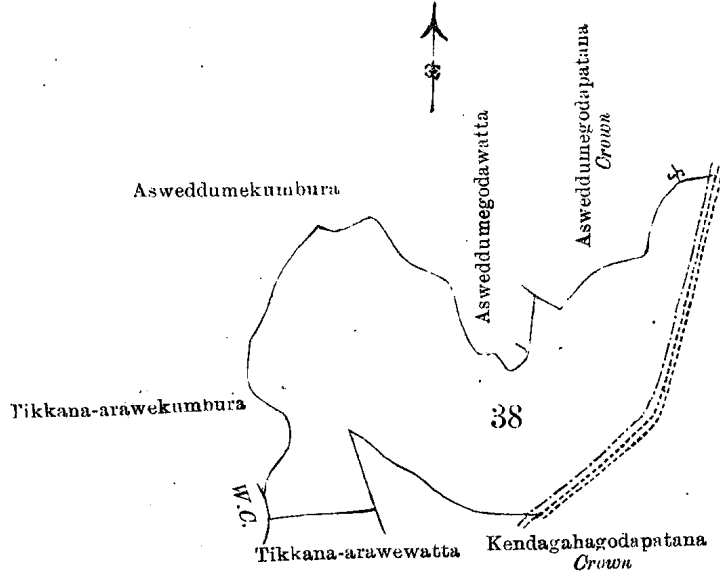 Asweddumegodapatana
Crown
Asweddumegodawatta
Asweddumekumbura
Tikkana-arawekumbura
38
W.C.
Tikkana-arawewatta
Kendagahagodapatana
Crown